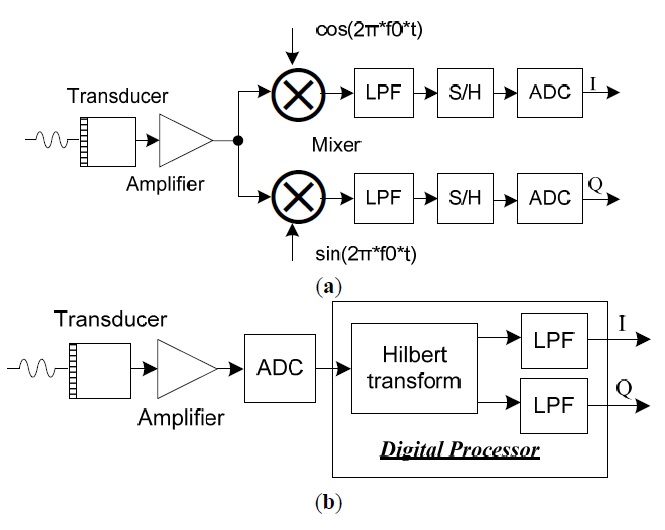 cos(2π*f0*t)
Transducer
LPF
S/H
ADC
I
Mixer
Amplifier
LPF
S/H
ADC
Q
sin(2π*f0*t)
(a)
Transducer
ADC
Hilbert
transform
LPF
I
LPF
Q
Amplifier
Digital Processor
(b)